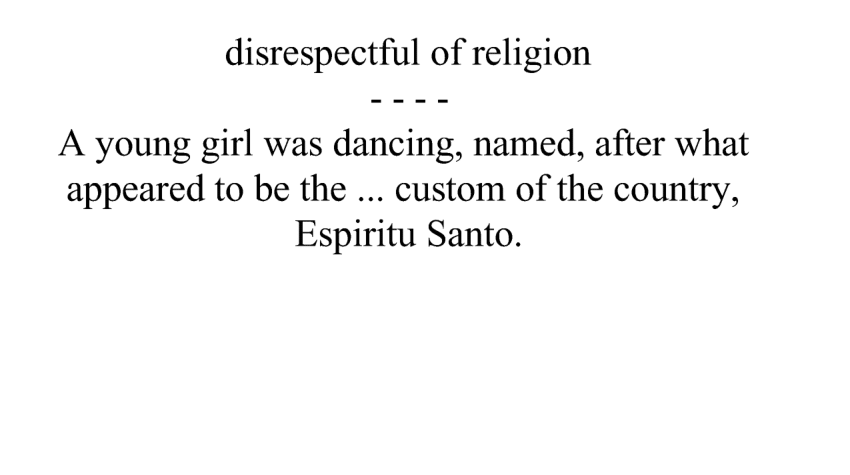 disrespectful of religion
- - - -
A young girl was dancing, named, after what
appeared to be the ... custom of the country,
Espiritu Santo.